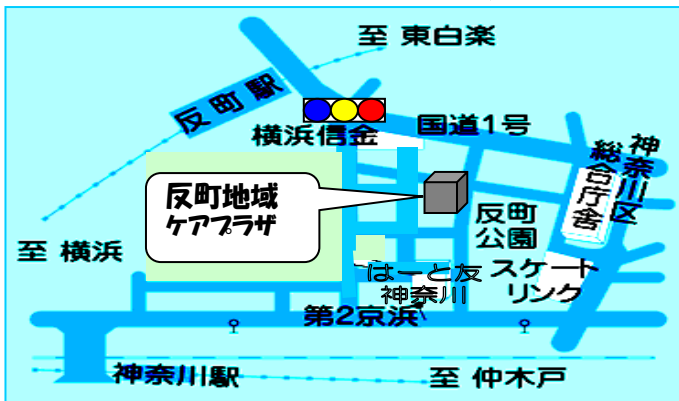 至 東白楽
反町駅
横浜信金
国道1号
神奈川区
総合庁舎
反町地域
ケアプラザ
反町
公園
至 横浜
はーと友
神奈川
スケート
リンク
第2京浜
神奈川駅
至 仲木戸